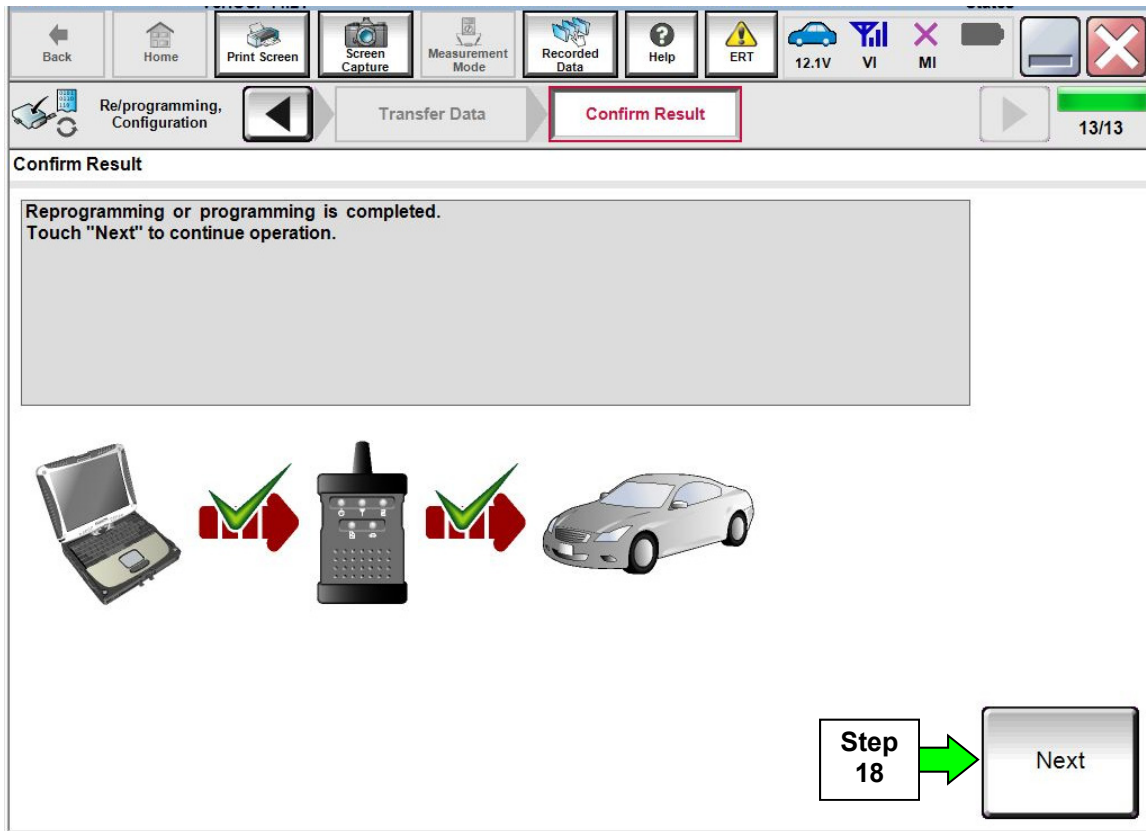 Back
Home
Print Screen
Screen
Capture
Measurement
Mode
Recorded
Data
Help
ERT
12.1V
VI
MI
Re/programming,
Configuration
Transfer Data
Confirm Result
13/13
Confirm Result
Reprogramming or programming is completed.
Touch "Next" to continue operation.
Step
18
Next